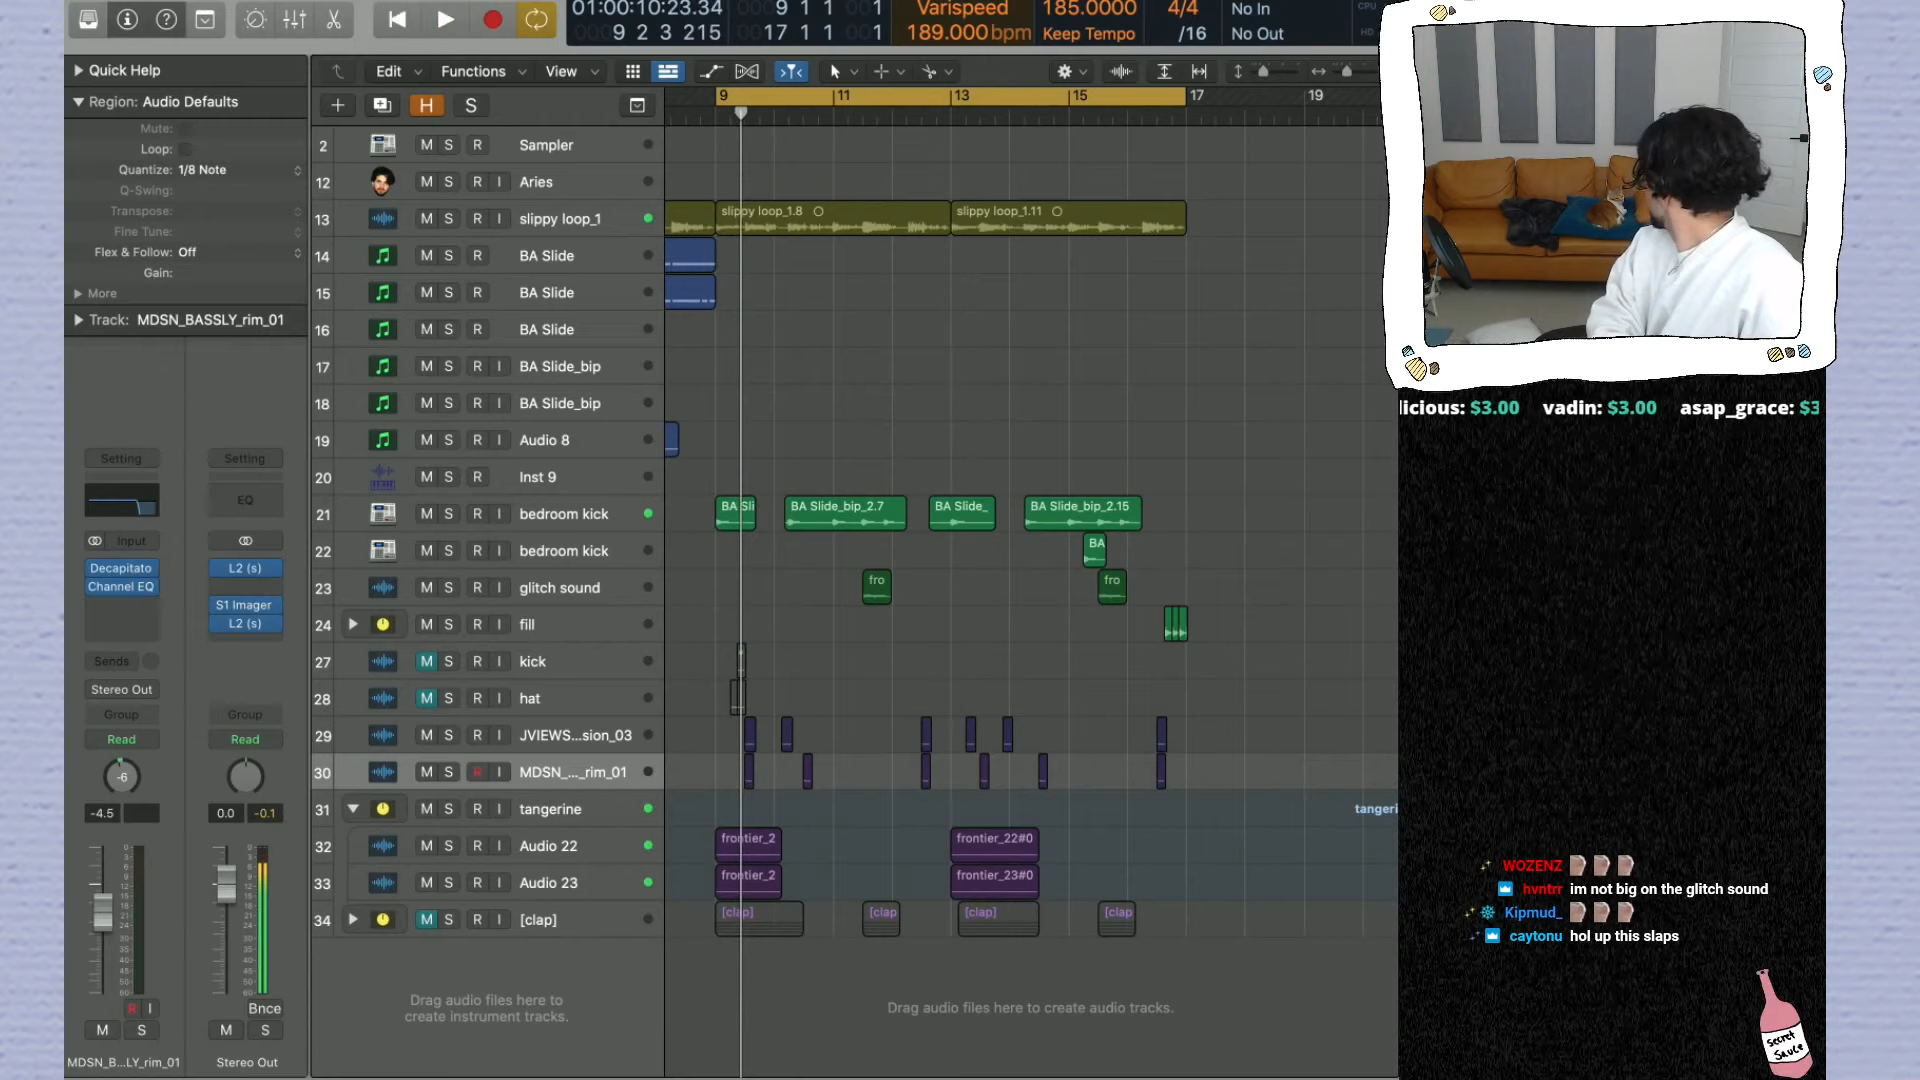 01:00:10:23.34
9 2 3 215
9 1 1 001
17 1 1 001
Varispeed
189.000 bpm
185.0000
Keep Tempo
4/4
/16
No In
No Out
CPU
HD
Quick Help
Region: Audio Defaults
Mute:
Loop:
Quantize: 1/8 Note
Q-Swing:
Transpose:
Fine Tune:
Flex & Follow: Off
Gain:
More
Track: MDSN_BASSLY_rim_01
Edit
Functions
View
H
S
9
11
13
15
17
19
2 M S R Sampler
12 M S R I Aries
13 M S R I slippy loop_1
slippy loop_1.8
slippy loop_1.11
14 M S R BA Slide
15 M S R BA Slide
16 M S R BA Slide
17 M S R I BA Slide_bip
18 M S R I BA Slide_bip
19 M S R I Audio 8
20 M S R Inst 9
21 M S R I bedroom kick
BA Sli
BA Slide_bip_2.7
BA Slide_
BA Slide_bip_2.15
22 M S R I bedroom kick
BA
23 M S R I glitch sound
fro
fro
24 M S R I fill
27 M S R I kick
28 M S R I hat
29 M S R I JVIEWS...sion_03
30 M S R I MDSN_..._rim_01
31 M S R I tangerine
tangeri
32 M S R I Audio 22
frontier_2
frontier_22#0
33 M S R I Audio 23
frontier_2
frontier_23#0
34 M S R I [clap]
[clap]
[clap
[clap]
[clap
Drag audio files here to
create instrument tracks.
Drag audio files here to create audio tracks.
Setting
Setting
EQ
Input
Decapitato
Channel EQ
L2 (s)
S1 Imager
L2 (s)
Sends
Stereo Out
Group
Group
Read
Read
-6
-4.5
0.0
-0.1
R I
Bnce
M S
M S
MDSN_B...LY_rim_01
Stereo Out
licious: $3.00 vadin: $3.00 asap_grace: $3
WOZENZ
hvntrr im not big on the glitch sound
Kipmud_
caytonu hol up this slaps
secret
sauce